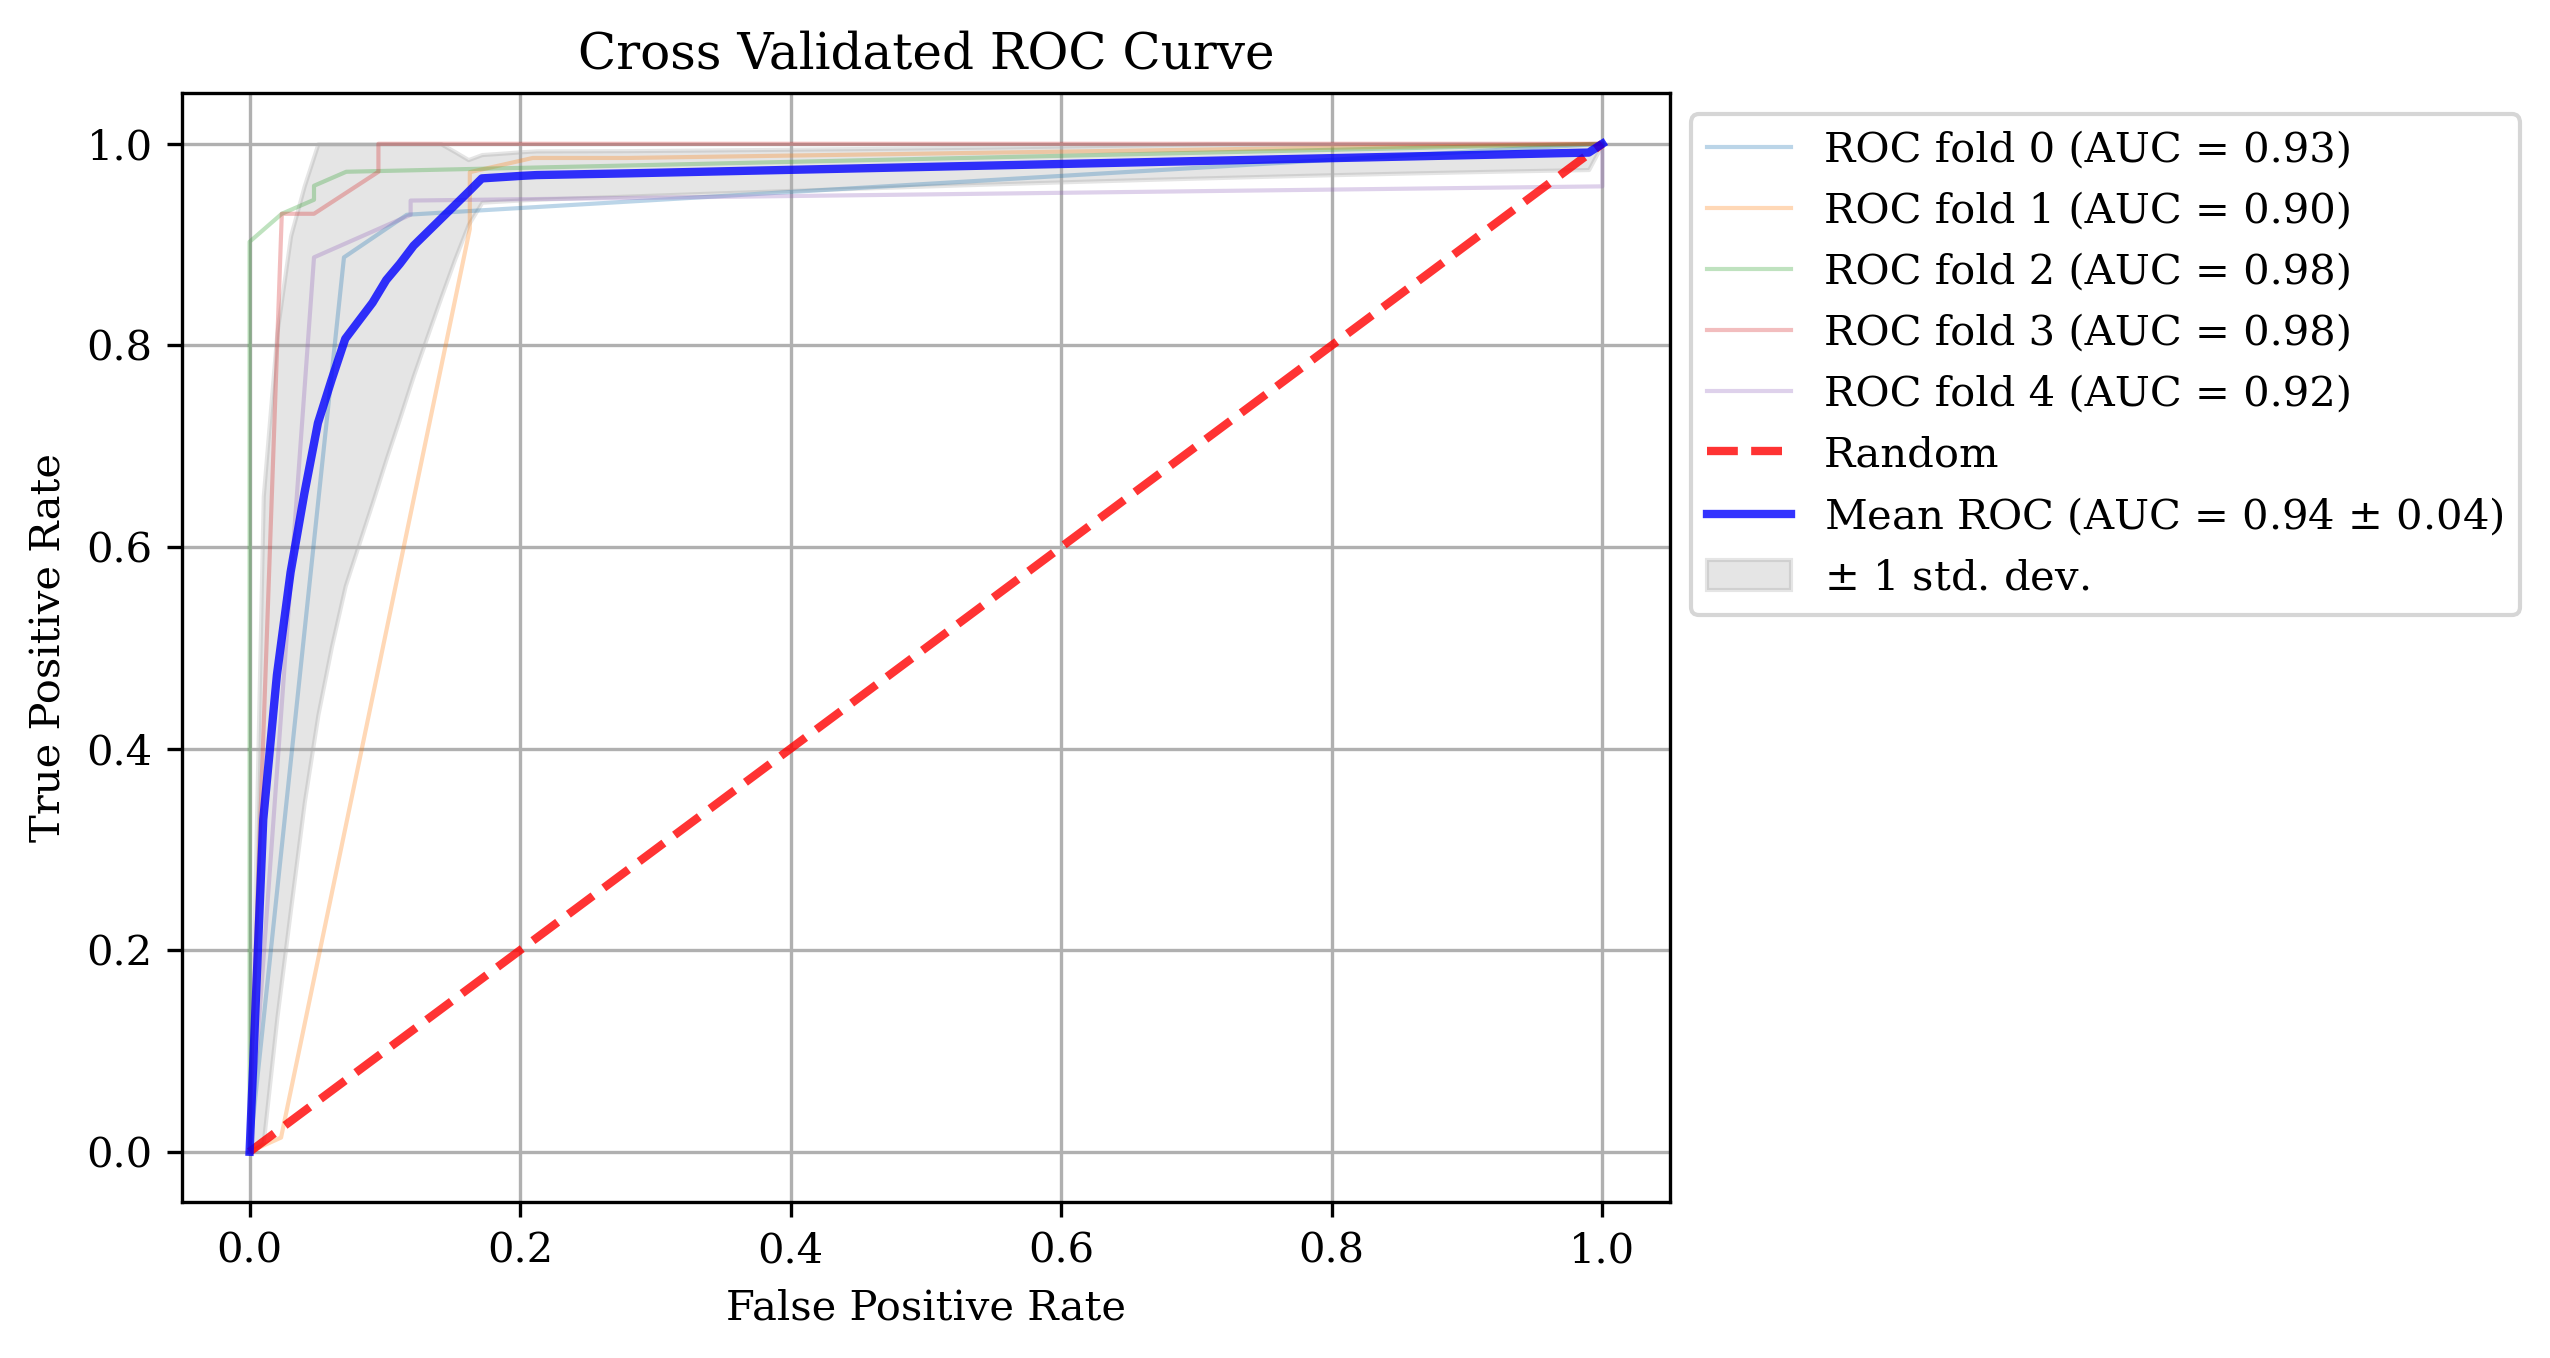 Cross Validated ROC Curve
True Positive Rate
1.0
0.8
0.6
0.4
0.2
0.0
0.0 0.2 0.4 0.6 0.8 1.0
False Positive Rate
ROC fold 0 (AUC = 0.93)
ROC fold 1 (AUC = 0.90)
ROC fold 2 (AUC = 0.98)
ROC fold 3 (AUC = 0.98)
ROC fold 4 (AUC = 0.92)
Random
Mean ROC (AUC = 0.94 ± 0.04)
± 1 std. dev.